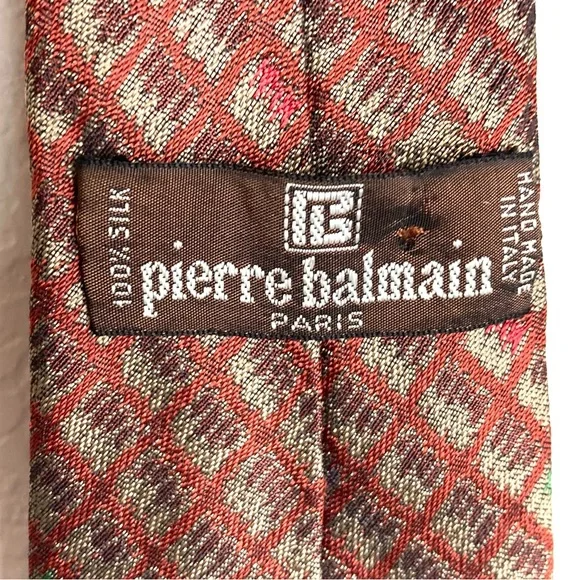 100% SILK
PB
pierre balmain
PARIS
HAND MADE
IN ITALY